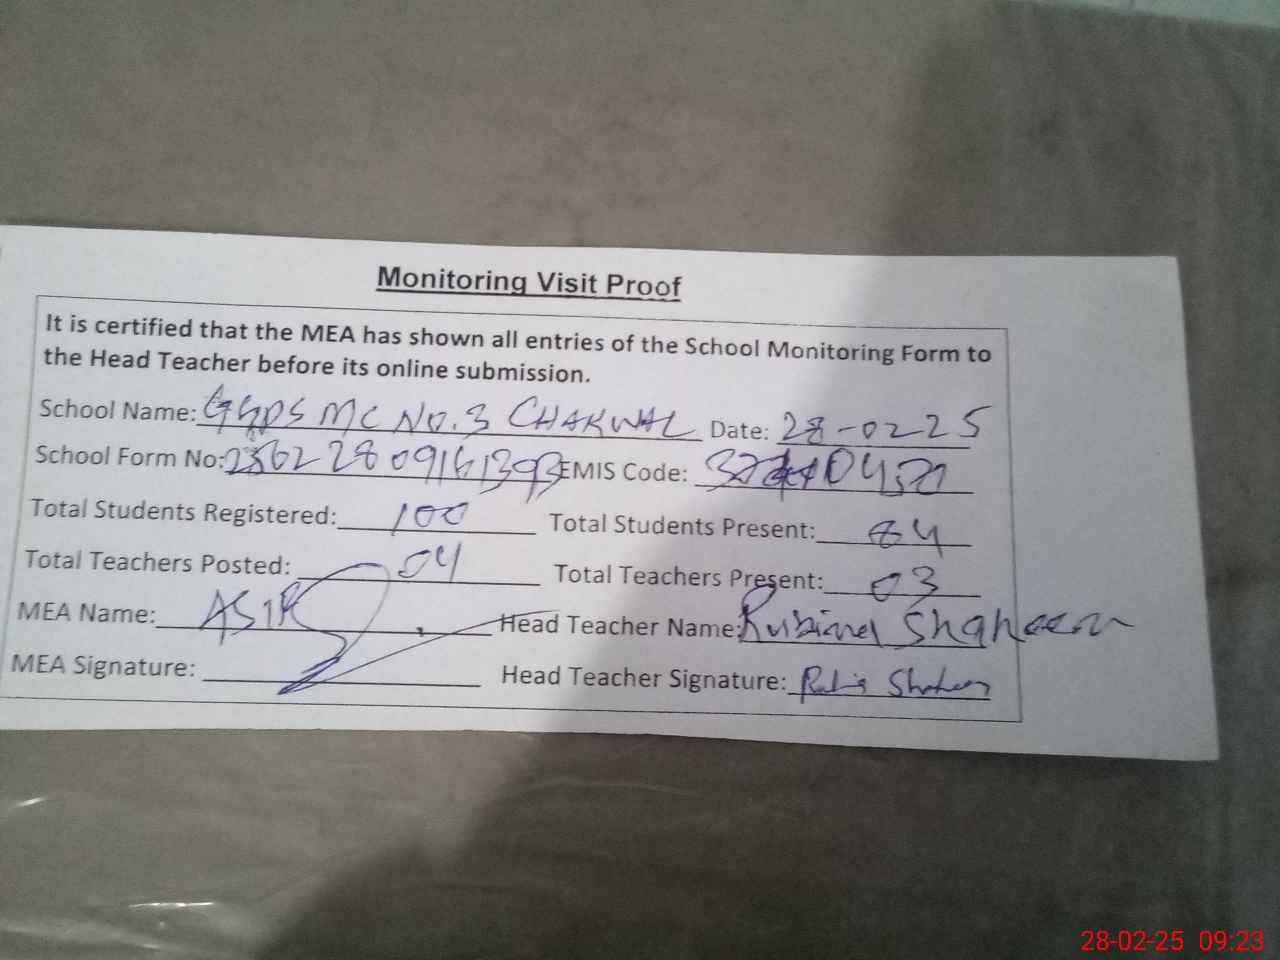 Monitoring Visit Proof
It is certified that the MEA has shown all entries of the School Monitoring Form to
the Head Teacher before its online submission.
School Name: GGPS MC NO.3 CHAKWAL Date: 28-0225
School Form No: EMIS Code:
Total Students Registered: 100 Total Students Present: 84
Total Teachers Posted: 04 Total Teachers Present: 03
MEA Name: ASIF Head Teacher Name: Rubina Shaheen
MEA Signature: Head Teacher Signature: Shaheen
28-02-25 09:23